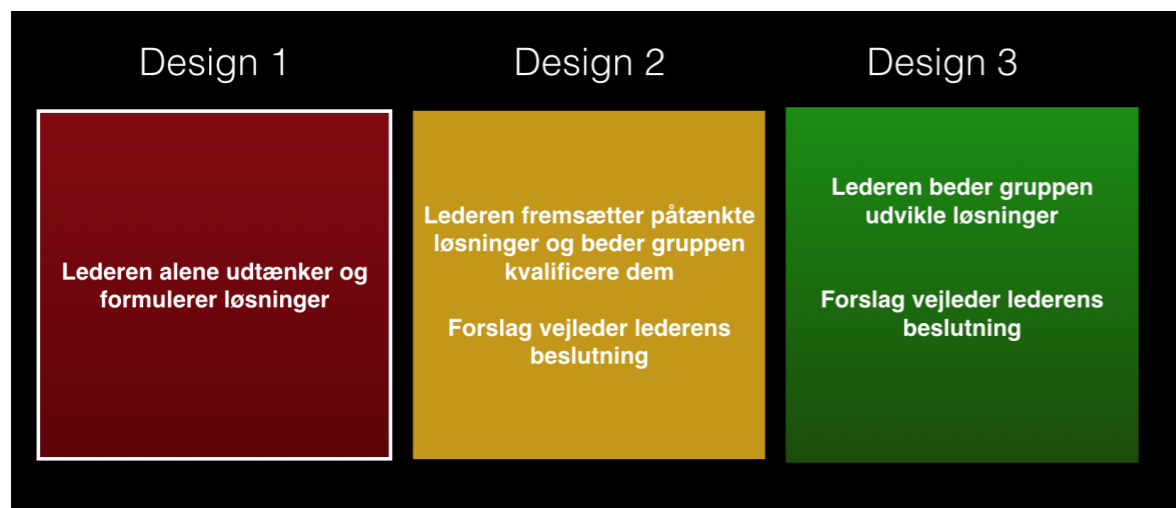 Design 1
Design 2
Design 3
Lederen alene udtænker og
formulerer løsninger
Lederen fremsætter påtænkte
løsninger og beder gruppen
kvalificere dem
Forslag vejleder lederens
beslutning
Lederen beder gruppen
udvikle løsninger
Forslag vejleder lederens
beslutning